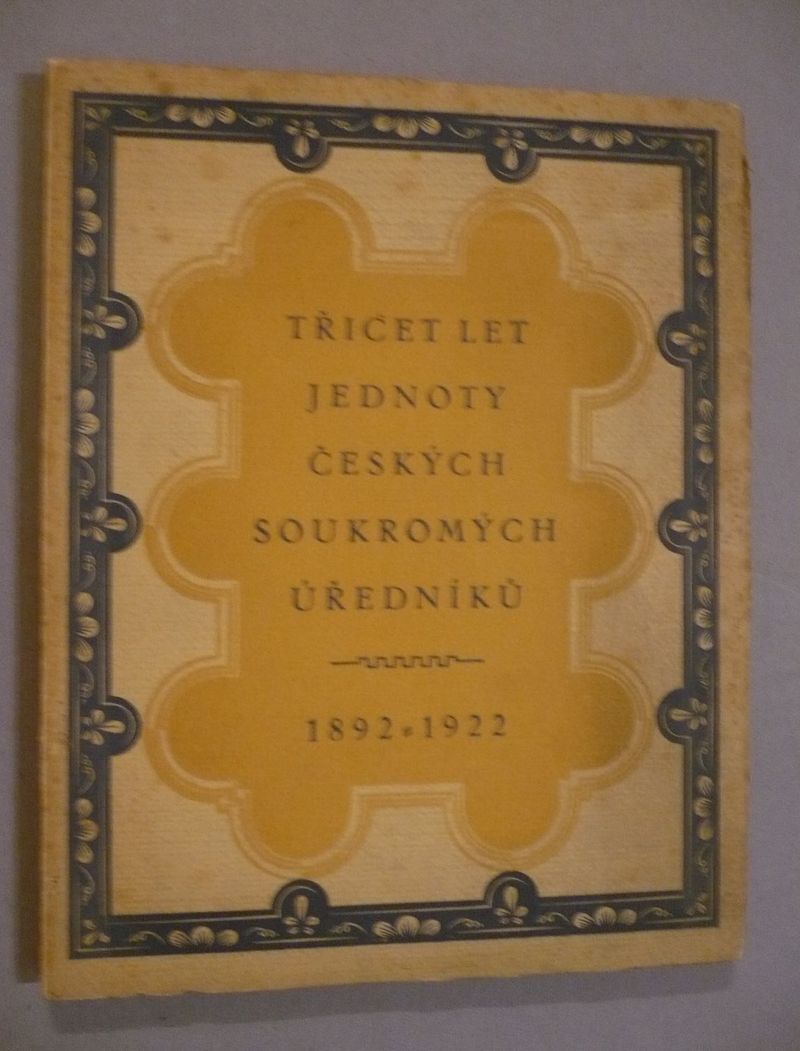 TŘICET LET
JEDNOTY
ČESKÝCH
SOUKROMÝCH
ÚŘEDNÍKŮ
1892 * 1922